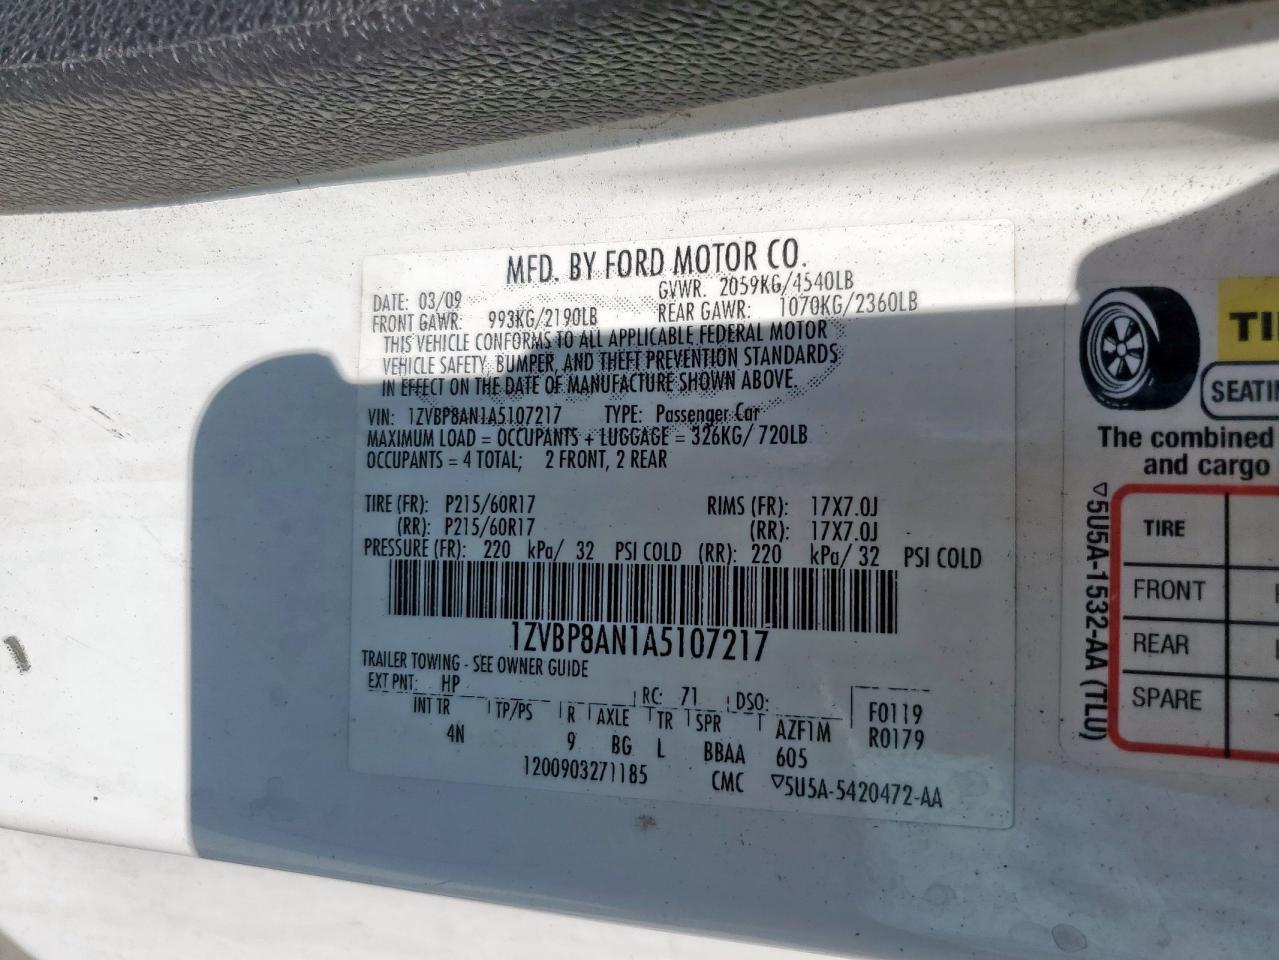 MFD. BY FORD MOTOR CO.
DATE: 03/09 GVWR: 2059KG/4540LB
FRONT GAWR: 993KG/2190LB REAR GAWR: 1070KG/2360LB
THIS VEHICLE CONFORMS TO ALL APPLICABLE FEDERAL MOTOR
VEHICLE SAFETY, BUMPER, AND THEFT PREVENTION STANDARDS
IN EFFECT ON THE DATE OF MANUFACTURE SHOWN ABOVE.
VIN: 1ZVBP8AN1A5107217 TYPE: Passenger Car
MAXIMUM LOAD = OCCUPANTS + LUGGAGE = 326KG/720LB
OCCUPANTS = 4 TOTAL; 2 FRONT, 2 REAR
TIRE (FR): P215/60R17 RIMS (FR): 17X7.0J
(RR): P215/60R17 (RR): 17X7.0J
PRESSURE (FR): 220 kPa/ 32 PSI COLD (RR): 220 kPa/ 32 PSI COLD
1ZVBP8AN1A5107217
TRAILER TOWING - SEE OWNER GUIDE
EXT PNT: HP RC: 71 DSO: F0119
INT TR TP/PS R AXLE TR SPR AZF1M R0179
4N 9 BG L BBAA 605
1200903271185 CMC ▽5U5A-5420472-AA
TI
SEATI
The combined
and cargo
▽5U5A-1532-AA (TLU)
TIRE
FRONT
REAR
SPARE